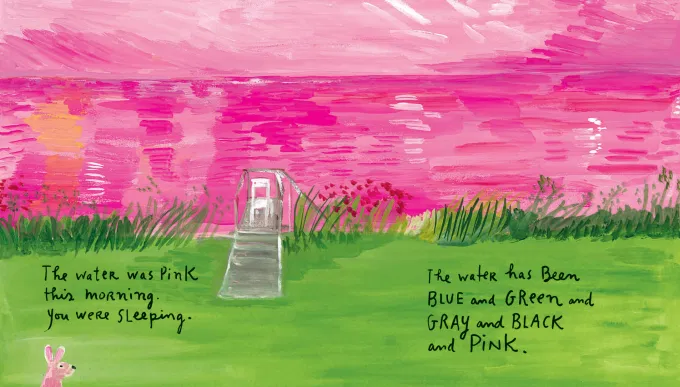 The water was Pink
this morning.
You were SLeeping.
The water has Been
BLUE and GReen and
GRAY and BLACK
and PiNK.